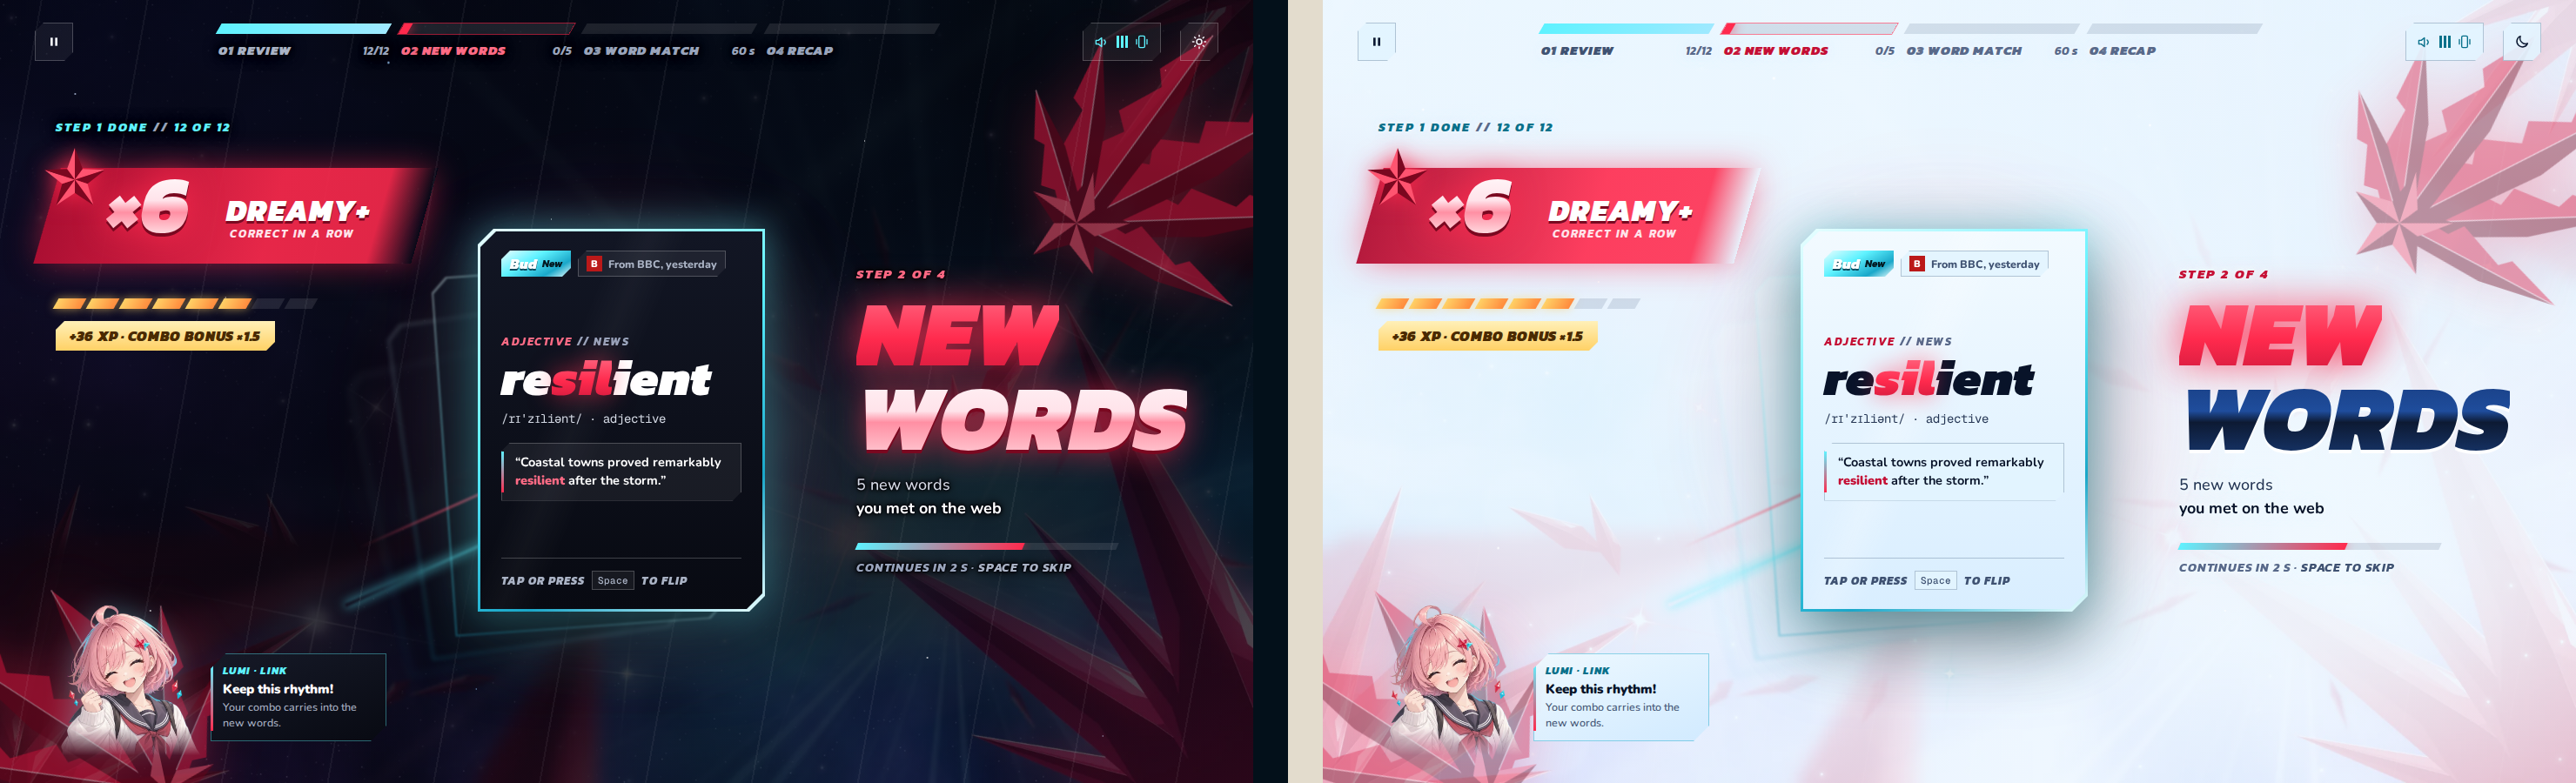 01 REVIEW 12/12
02 NEW WORDS 0/5
03 WORD MATCH 60 s
04 RECAP
STEP 1 DONE // 12 OF 12
×6
DREAMY+
CORRECT IN A ROW
+36 XP · COMBO BONUS ×1.5
Bud New
B From BBC, yesterday
ADJECTIVE // NEWS
resilient
/rɪˈzɪliənt/ · adjective
“Coastal towns proved remarkably
resilient after the storm.”
TAP OR PRESS Space TO FLIP
STEP 2 OF 4
NEW
WORDS
5 new words
you met on the web
CONTINUES IN 2 S · SPACE TO SKIP
LUMI · LINK
Keep this rhythm!
Your combo carries into the
new words.
01 REVIEW 12/12
02 NEW WORDS 0/5
03 WORD MATCH 60 s
04 RECAP
STEP 1 DONE // 12 OF 12
×6
DREAMY+
CORRECT IN A ROW
+36 XP · COMBO BONUS ×1.5
Bud New
B From BBC, yesterday
ADJECTIVE // NEWS
resilient
/rɪˈzɪliənt/ · adjective
“Coastal towns proved remarkably
resilient after the storm.”
TAP OR PRESS Space TO FLIP
STEP 2 OF 4
NEW
WORDS
5 new words
you met on the web
CONTINUES IN 2 S · SPACE TO SKIP
LUMI · LINK
Keep this rhythm!
Your combo carries into the
new words.